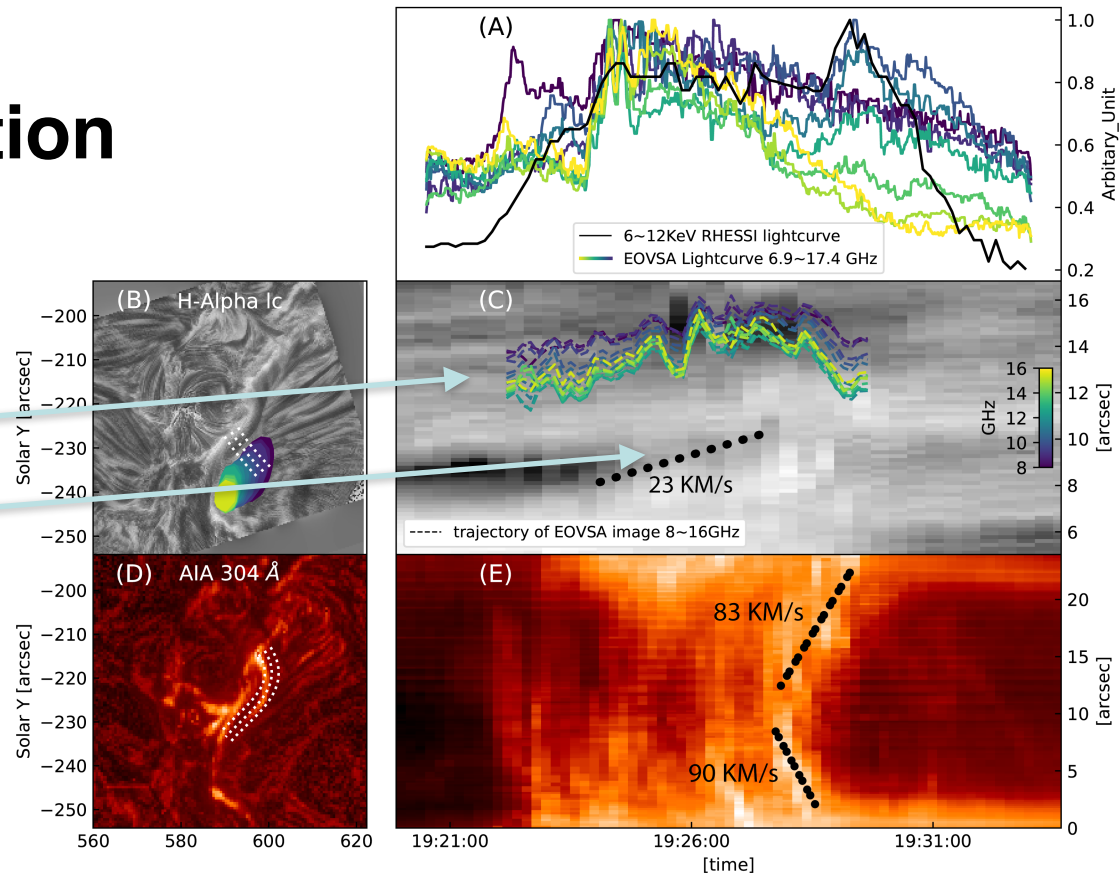 tion
(A)
1.0
0.8
0.6
0.4
0.2
Arbitary_Unit
6~12KeV RHESSI lightcurve
EOVSA Lightcurve 6.9~17.4 GHz
(B) H-Alpha Ic
−200
−210
−220
−230
−240
−250
Solar Y [arcsec]
(C)
16
14
12
10
8
6
[arcsec]
GHz
16
14
12
10
8
23 KM/s
trajectory of EOVSA image 8~16GHz
(D) AIA 304 Å
−200
−210
−220
−230
−240
−250
Solar Y [arcsec]
560 580 600 620
(E)
83 KM/s
90 KM/s
20
15
10
5
0
[arcsec]
19:21:00 19:26:00 19:31:00
[time]